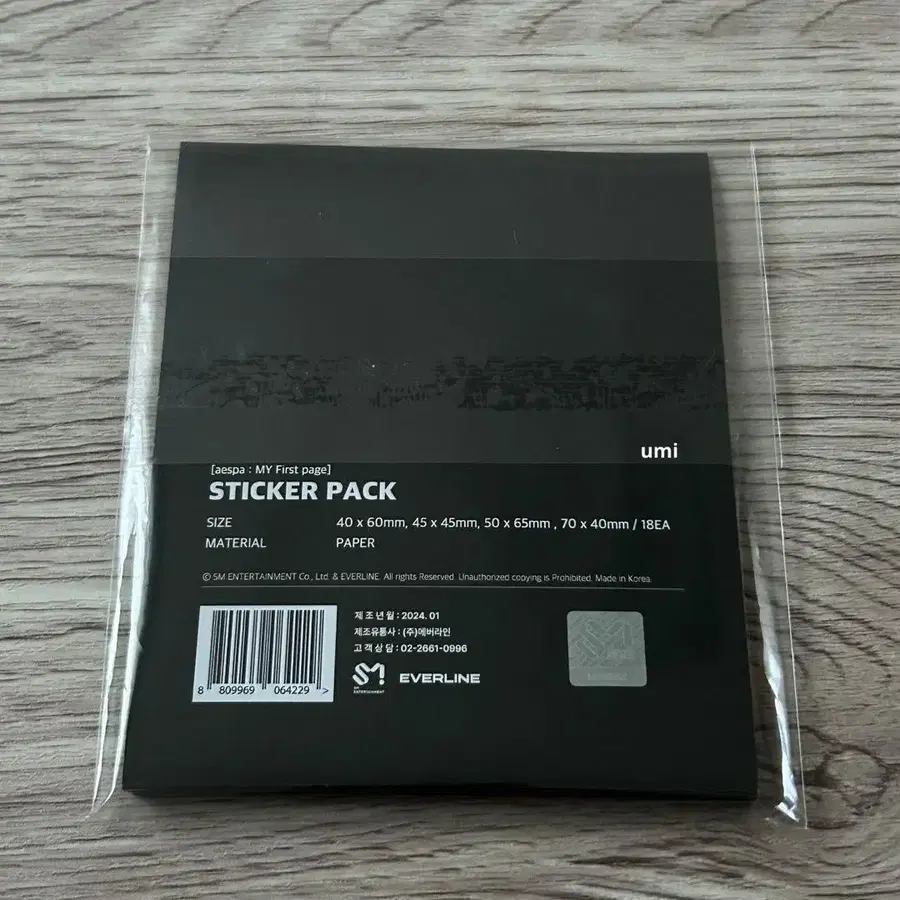 umi
[aespa : MY First page]
STICKER PACK
SIZE 40 x 60mm, 45 x 45mm, 50 x 65mm , 70 x 40mm / 18EA
MATERIAL PAPER
© SM ENTERTAINMENT Co., Ltd. & EVERLINE. All rights Reserved. Unauthorized copying is Prohibited. Made in Korea.
제조년월 : 2024. 01
제조유통사 : (주)에버라인
고객상담 : 02-2661-0996
SM ENTERTAINMENT EVERLINE
8 809969 064229 >